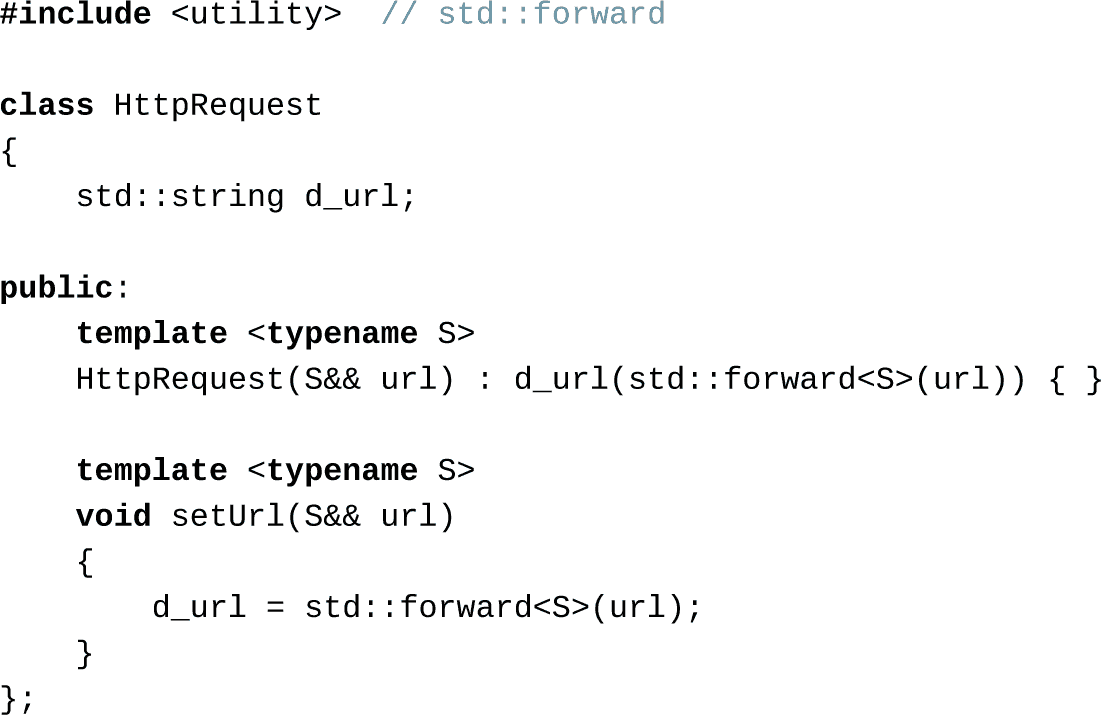 #include <utility>  // std::forward

class HttpRequest
{
    std::string d_url;

public:
    template <typename S>
    HttpRequest(S&& url) : d_url(std::forward<S>(url)) { }

    template <typename S>
    void setUrl(S&& url)
    {
        d_url = std::forward<S>(url);
    }
};